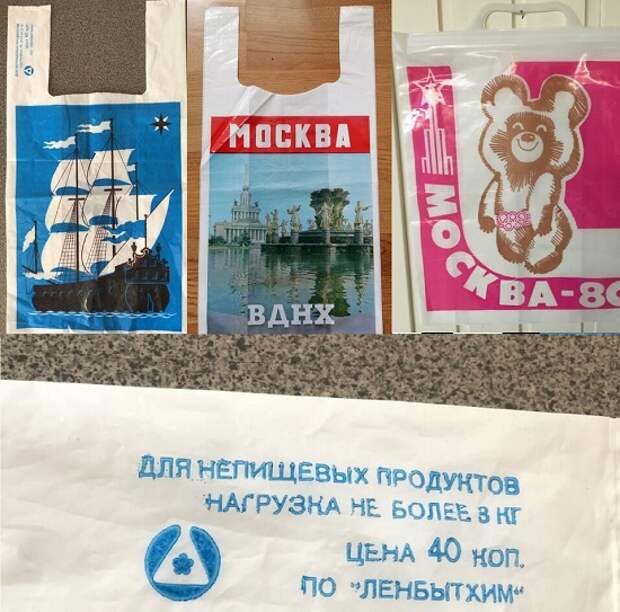 МОСКВА
ВДНХ
МОСКВА-80
ДЛЯ НЕПИЩЕВЫХ ПРОДУКТОВ
НАГРУЗКА НЕ БОЛЕЕ 3 КГ
ЦЕНА 40 КОП.
ПО "ЛЕНБЫТХИМ"